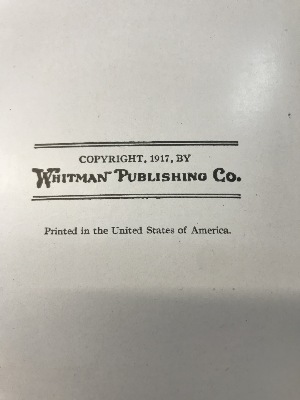 COPYRIGHT, 1917, BY
WHITMAN PUBLISHING CO.
Printed in the United States of America.